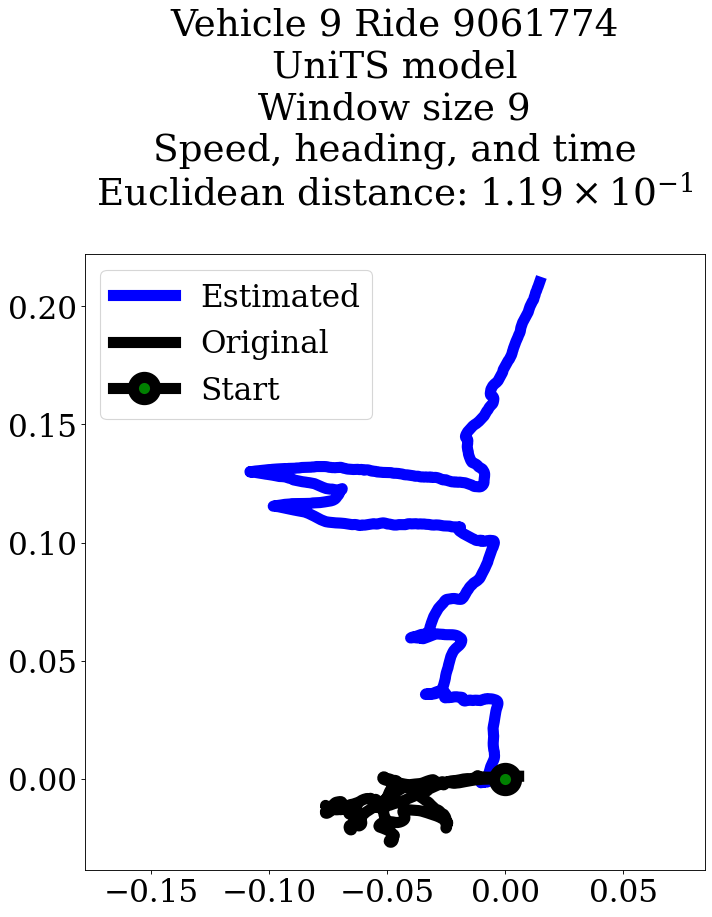 Vehicle 9 Ride 9061774
UniTS model
Window size 9
Speed, heading, and time
Euclidean distance: 1.19 × 10⁻¹
Estimated
Original
Start
0.20
0.15
0.10
0.05
0.00
−0.15 −0.10 −0.05 0.00 0.05